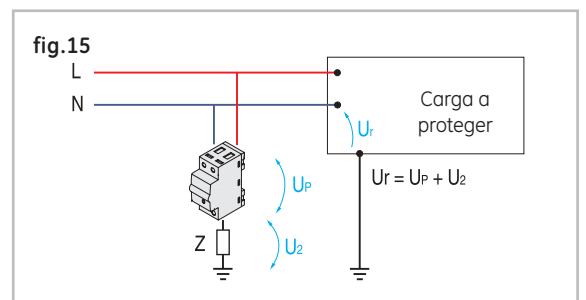 fig.15
L
N
Carga a
proteger
Ur
Ur = UP + U2
UP
Z
U2